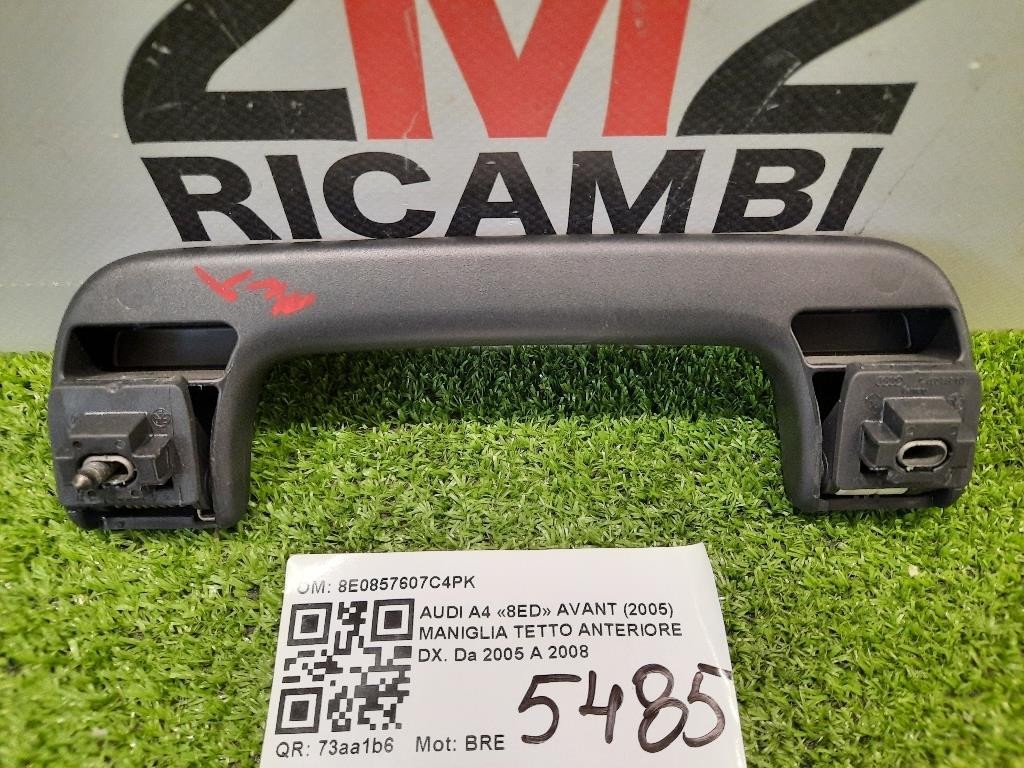 2M2
RICAMBI
OM: 8E0857607C4PK
AUDI A4 «8ED» AVANT (2005)
MANIGLIA TETTO ANTERIORE
DX. Da 2005 A 2008
5485
QR: 73aa1b6 Mot: BRE